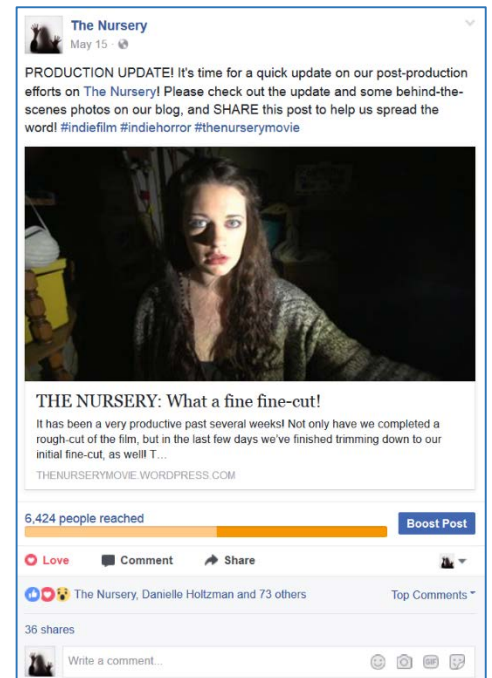 The Nursery
May 15 ·
PRODUCTION UPDATE! It's time for a quick update on our post-production
efforts on The Nursery! Please check out the update and some behind-the-
scenes photos on our blog, and SHARE this post to help us spread the
word! #indiefilm #indiehorror #thenurserymovie
THE NURSERY: What a fine fine-cut!
It has been a very productive past several weeks! Not only have we completed a
rough-cut of the film, but in the last few days we've finished trimming down to our
initial fine-cut, as well! T…
THENURSERYMOVIE.WORDPRESS.COM
6,424 people reached
Boost Post
Love Comment Share
The Nursery, Danielle Holtzman and 73 others Top Comments
36 shares
Write a comment... GIF